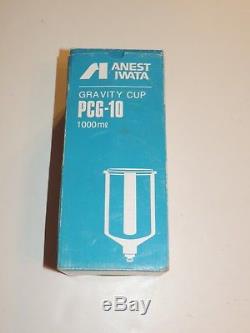 ANEST
IWATA
GRAVITY CUP
PCG-10
1000mℓ